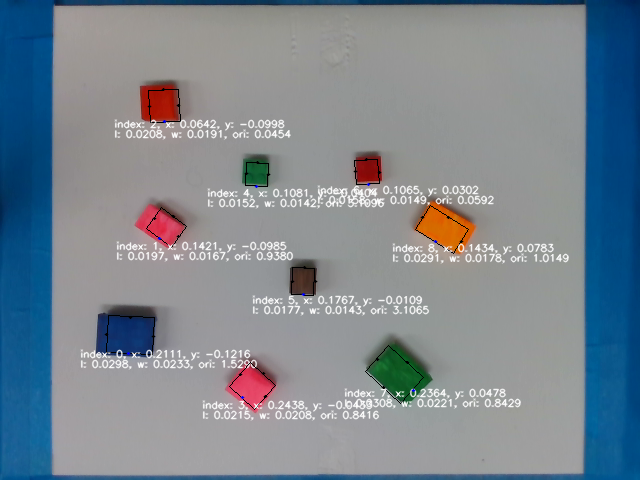 index: 2, x: 0.0642, y: -0.0998
l: 0.0208, w: 0.0191, ori: 0.0454
index: 4, x: 0.1081, y:
l: 0.0152, w: 0.0142, ori:
0.1065, y: 0.0302
w: 0.0149, ori: 0.0592
index: 1, x: 0.1421, y: -0.0985
l: 0.0197, w: 0.0167, ori: 0.9380
index: 8, x: 0.1434, y: 0.0783
l: 0.0291, w: 0.0178, ori: 1.0149
index: 5, x: 0.1767, y: -0.0109
l: 0.0177, w: 0.0143, ori: 3.1065
index: 0, x: 0.2111, y: -0.1216
l: 0.0298, w: 0.0233, ori:
index: 7, x: 0.2364, y: 0.0478
w: 0.0221, ori: 0.8429
index: 3, x: 0.2438, y:
l: 0.0215, w: 0.0208, ori: 0.8416